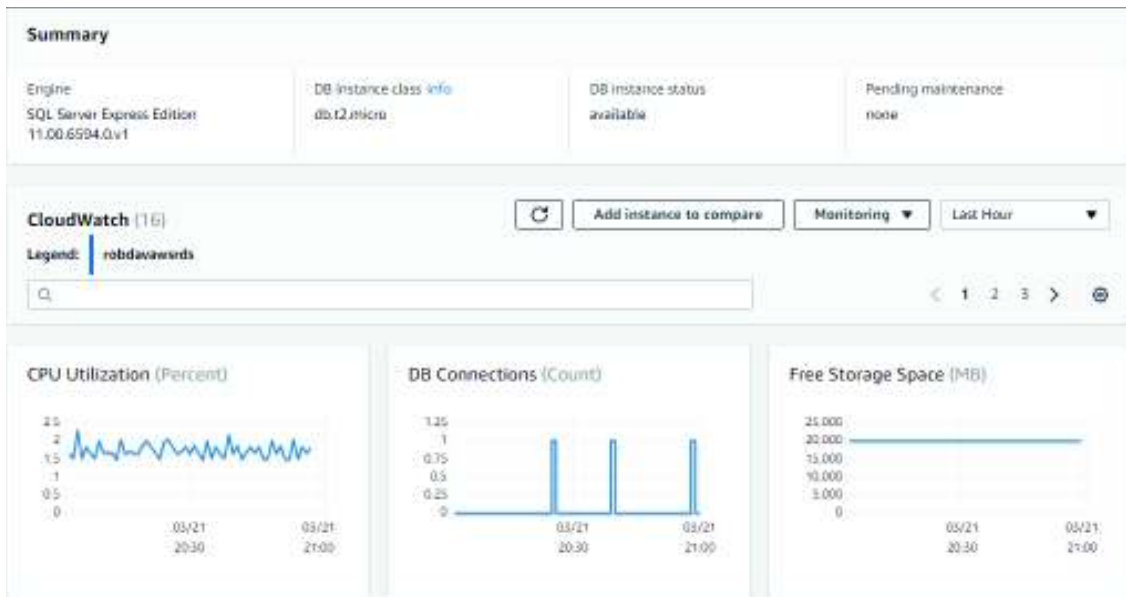 Summary
Engine
SQL Server Express Edition
11.00.6594.0.v1
DB instance class info
db.t2.micro
DB instance status
available
Pending maintenance
none
CloudWatch (16)
Add instance to compare
Monitoring
Last Hour
Legend: robdavawsrds
1 2 3
CPU Utilization (Percent)
2.5
2
1.5
1
0.5
0
03/21
20:30
03/21
21:00
DB Connections (Count)
1.25
1
0.75
0.5
0.25
0
03/21
20:30
03/21
21:00
Free Storage Space (MB)
25,000
20,000
15,000
10,000
5,000
0
03/21
20:30
03/21
21:00